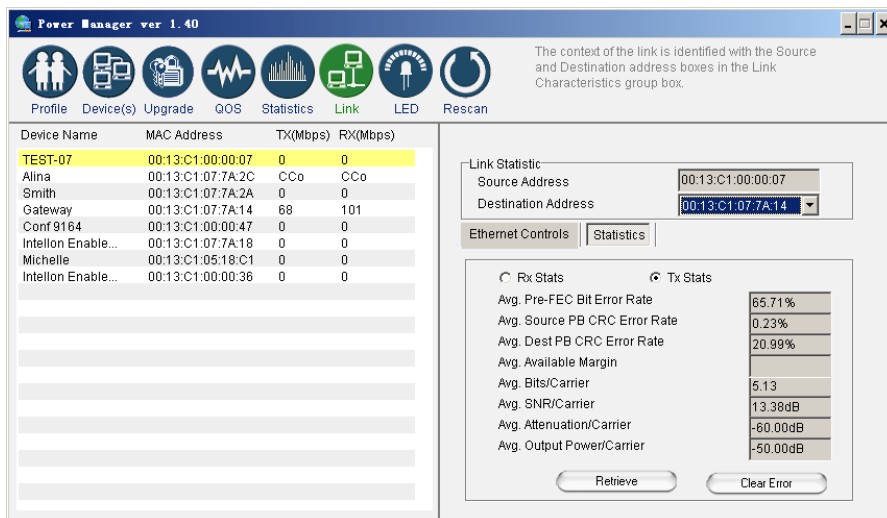 Power Manager ver 1.40
Profile Device(s) Upgrade QOS Statistics Link LED Rescan
The context of the link is identified with the Source
and Destination address boxes in the Link
Characteristics group box.
Device Name MAC Address TX(Mbps) RX(Mbps)
TEST-07 00:13:C1:00:00:07 0 0
Alina 00:13:C1:07:7A:2C CCo CCo
Smith 00:13:C1:07:7A:2A 0 0
Gateway 00:13:C1:07:7A:14 68 101
Conf 9164 00:13:C1:00:00:47 0 0
Intellon Enable... 00:13:C1:07:7A:18 0 0
Michelle 00:13:C1:05:18:C1 0 0
Intellon Enable... 00:13:C1:00:00:36 0 0
Link Statistic
Source Address 00:13:C1:00:00:07
Destination Address 00:13:C1:07:7A:14
Ethernet Controls Statistics
Rx Stats Tx Stats
Avg. Pre-FEC Bit Error Rate 65.71%
Avg. Source PB CRC Error Rate 0.23%
Avg. Dest PB CRC Error Rate 20.99%
Avg. Available Margin
Avg. Bits/Carrier 5.13
Avg. SNR/Carrier 13.38dB
Avg. Attenuation/Carrier -60.00dB
Avg. Output Power/Carrier -50.00dB
Retrieve Clear Error